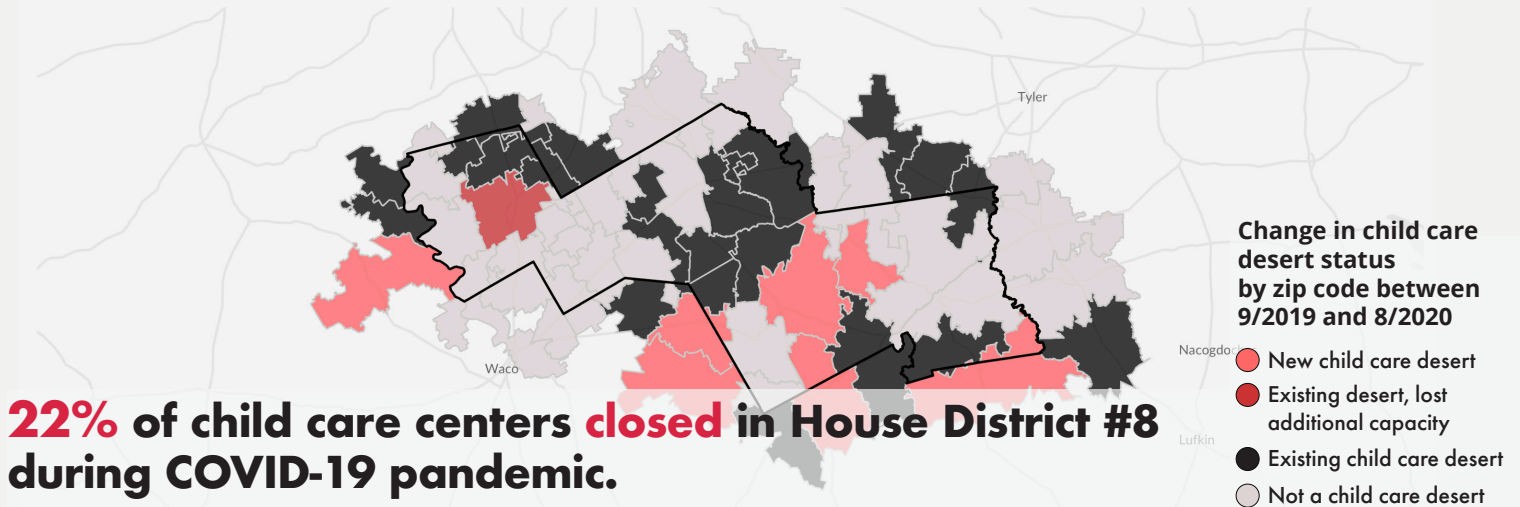 Tyler
Change in child care
desert status
by zip code between
9/2019 and 8/2020
Nacogdo
New child care desert
Waco
Existing desert, lost
additional capacity
22% of child care centers closed in House District #8
during COVID-19 pandemic.
Lufkin
Existing child care desert
Not a child care desert